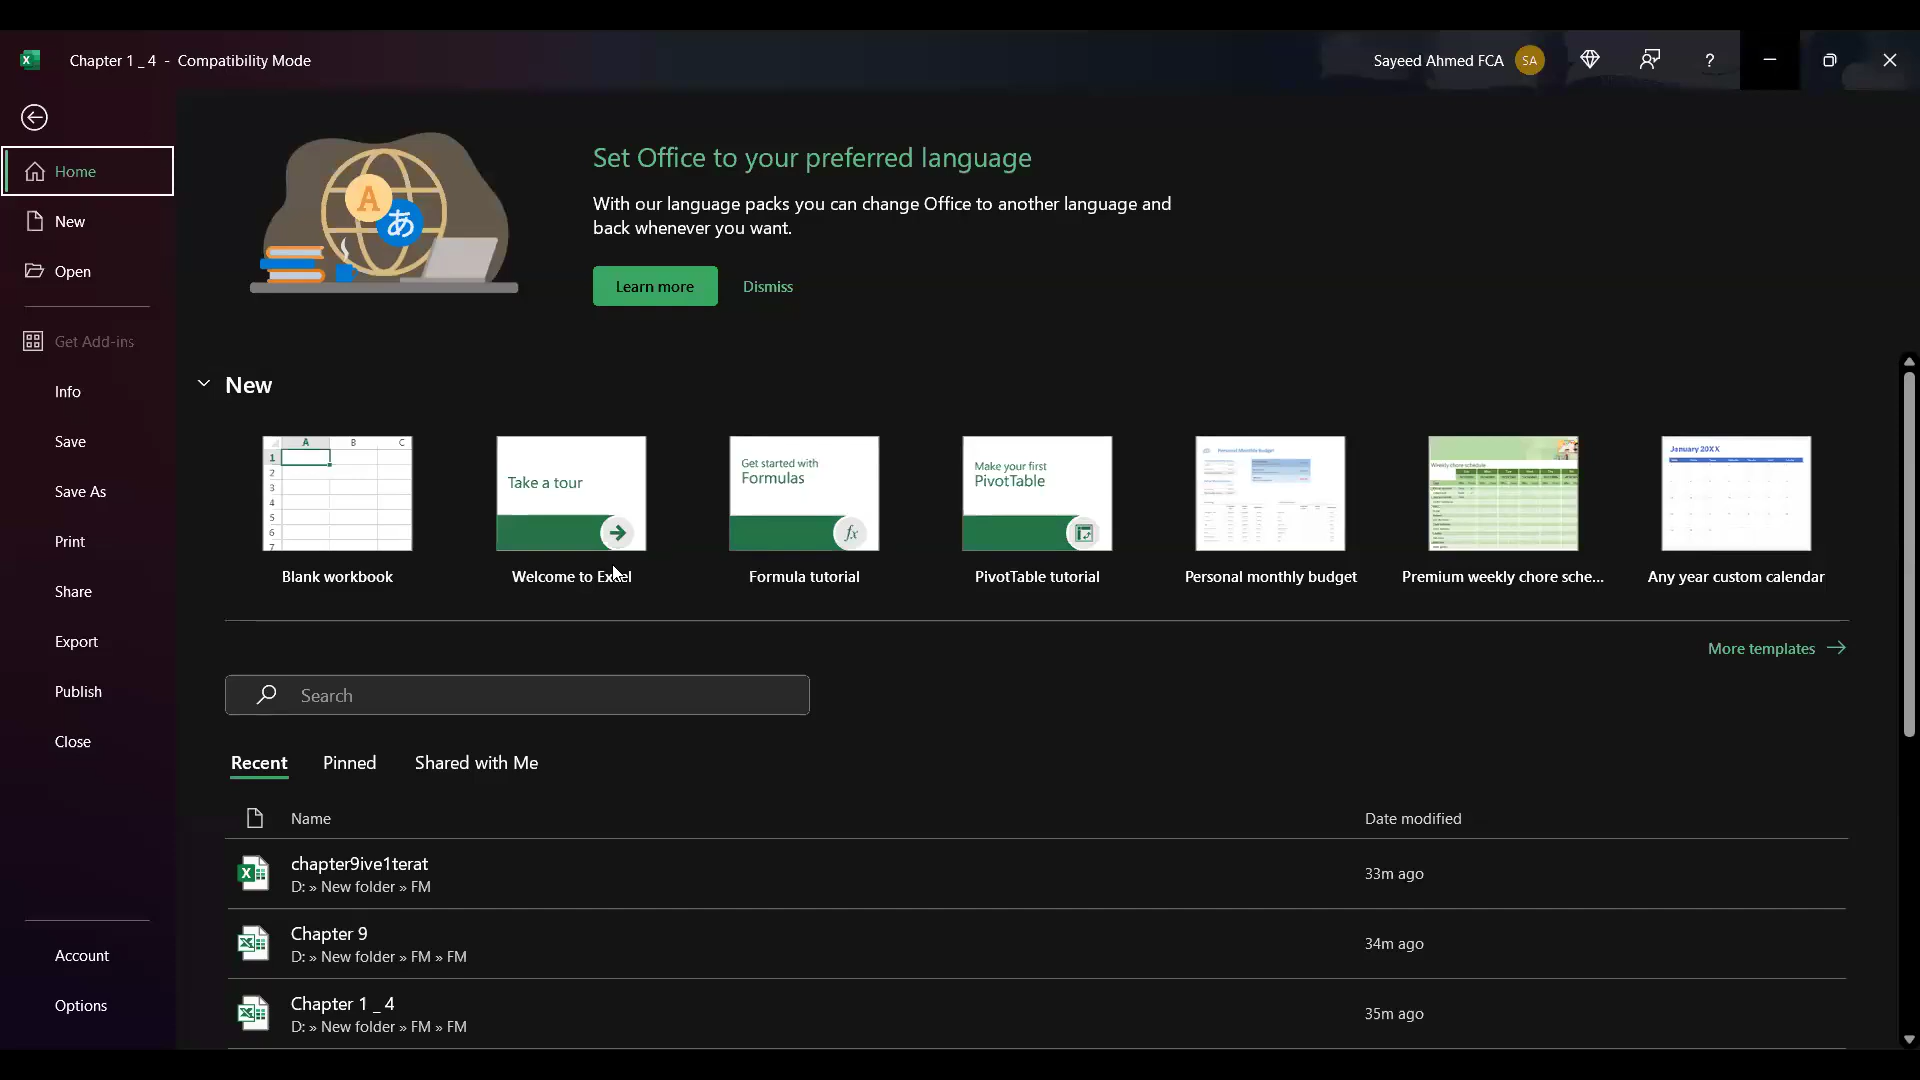 Chapter 1 _ 4 - Compatibility Mode
Sayeed Ahmed FCA SA ?
Home
New
Open
Get Add-ins
Info
Save
Save As
Print
Share
Export
Publish
Close
Account
Options
A あ
Set Office to your preferred language
With our language packs you can change Office to another language and
back whenever you want.
Learn more Dismiss
New
A B C
1
2
3
4
5
6
7
Blank workbook
Take a tour
Welcome to Excel
Get started with
Formulas
fx
Formula tutorial
Make your first
PivotTable
PivotTable tutorial
Personal Monthly Budget
Personal monthly budget
Weekly chore schedule
Premium weekly chore sche...
January 20XX
Any year custom calendar
More templates
Search
Recent Pinned Shared with Me
Name Date modified
chapter9ive1terat
D: » New folder » FM
33m ago
Chapter 9
D: » New folder » FM » FM
34m ago
Chapter 1 _ 4
D: » New folder » FM » FM
35m ago